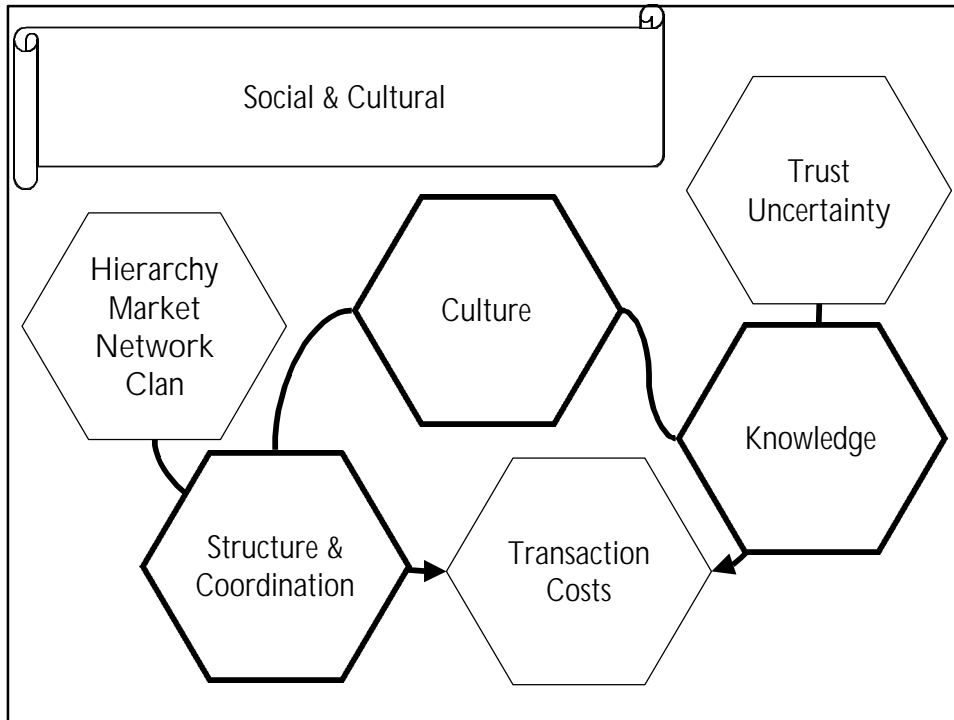 Social & Cultural
Trust
Uncertainty
Hierarchy
Market
Network
Clan
Culture
Knowledge
Structure &
Coordination
Transaction
Costs